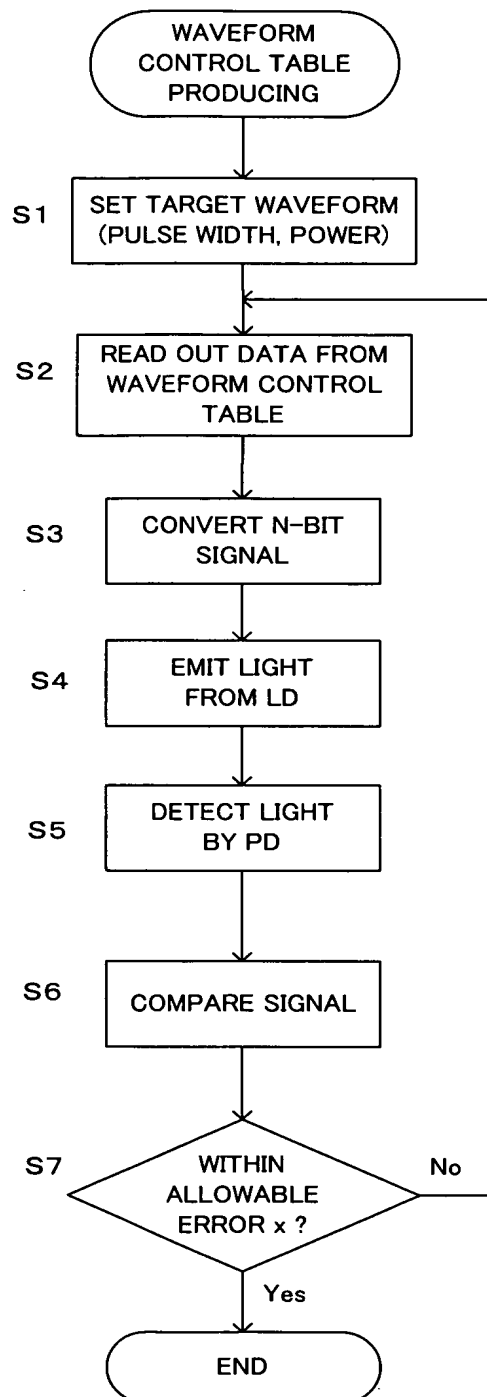 WAVEFORM
CONTROL TABLE
PRODUCING
S1
SET TARGET WAVEFORM
(PULSE WIDTH, POWER)
S2
READ OUT DATA FROM
WAVEFORM CONTROL
TABLE
S3
CONVERT N-BIT
SIGNAL
S4
EMIT LIGHT
FROM LD
S5
DETECT LIGHT
BY PD
S6
COMPARE SIGNAL
S7
WITHIN
ALLOWABLE
ERROR x ?
No
Yes
END